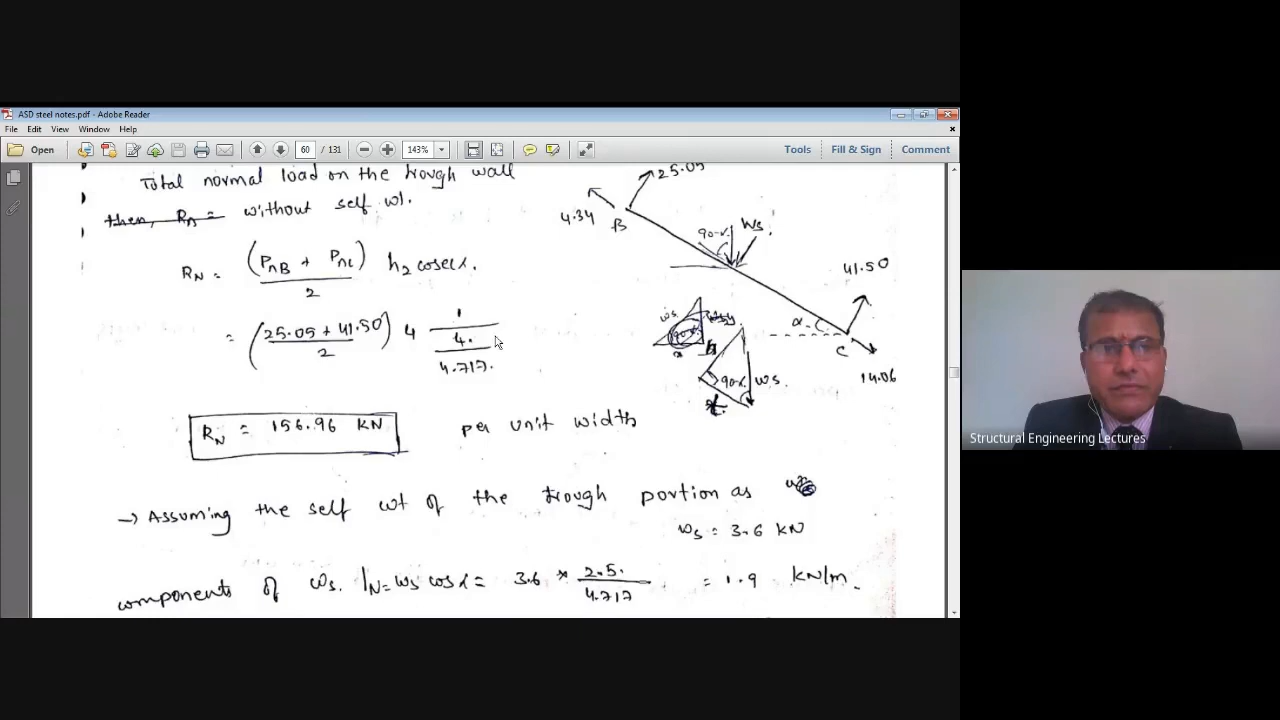 ASD steel notes.pdf - Adobe Reader
File Edit View Window Help
Open 60 / 131 143% Tools Fill & Sign Comment
Total normal load on the trough wall
then, RB = without self wt.
RN = (PnB + PnC) / 2 h2 cosec α.
= (25.05 + 41.50 / 2) 4 1 / 4. / 4.717.
RN = 156.96 KN per unit width
25.05
4.34
B
90-α.
Ws.
41.50
α
C
14.06
Ws.
90-α.
Ws.
→ Assuming the self wt of the trough portion as
Ws = 3.6 KN
components of Ws. N = Ws cos α = 3.6 * 2.5. / 4.717 = 1.9 KN/m.
Structural Engineering Lectures